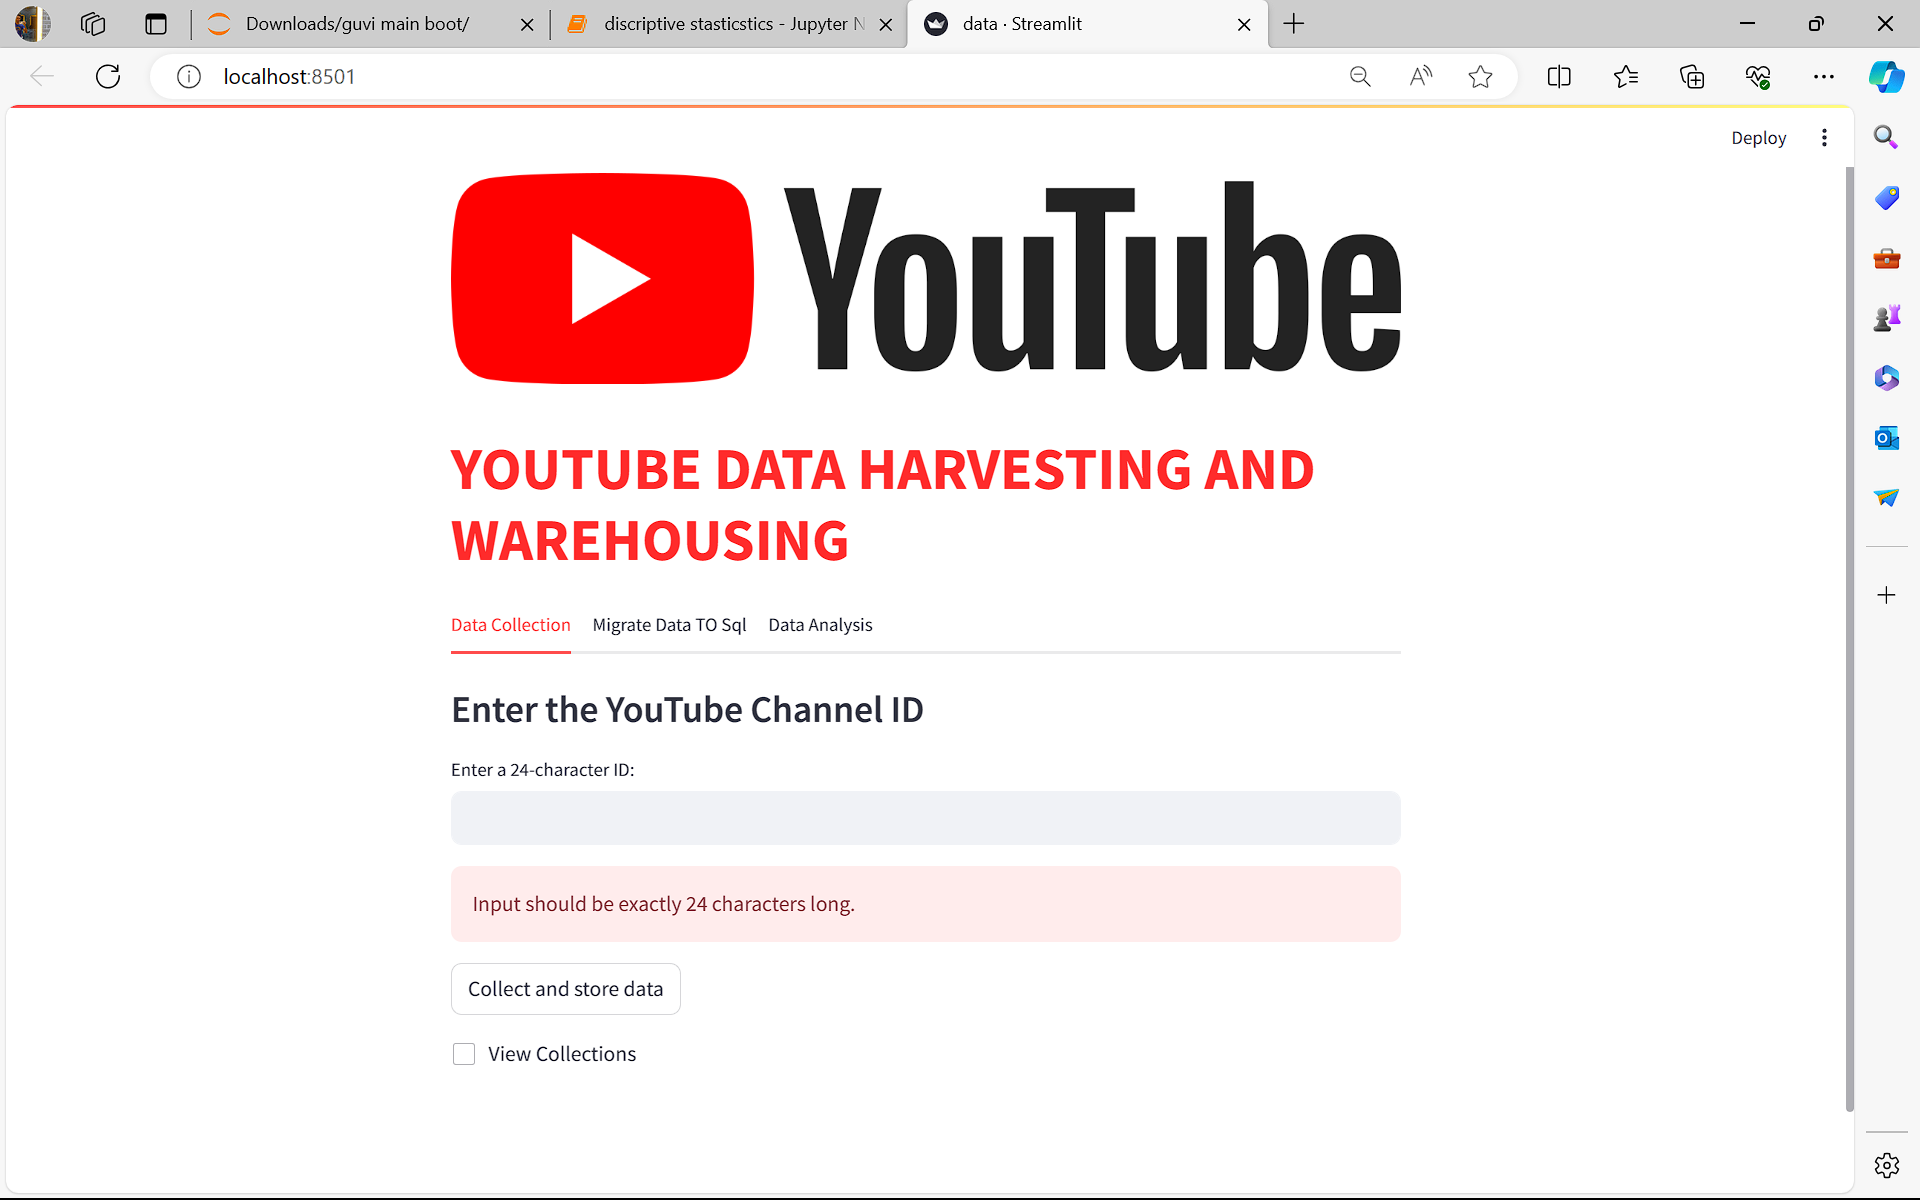 Downloads/guvi main boot/
discriptive stasticstics - Jupyter N
data · Streamlit
localhost:8501
Deploy
YouTube
YOUTUBE DATA HARVESTING AND
WAREHOUSING
Data Collection
Migrate Data TO Sql
Data Analysis
Enter the YouTube Channel ID
Enter a 24-character ID:
Input should be exactly 24 characters long.
Collect and store data
View Collections